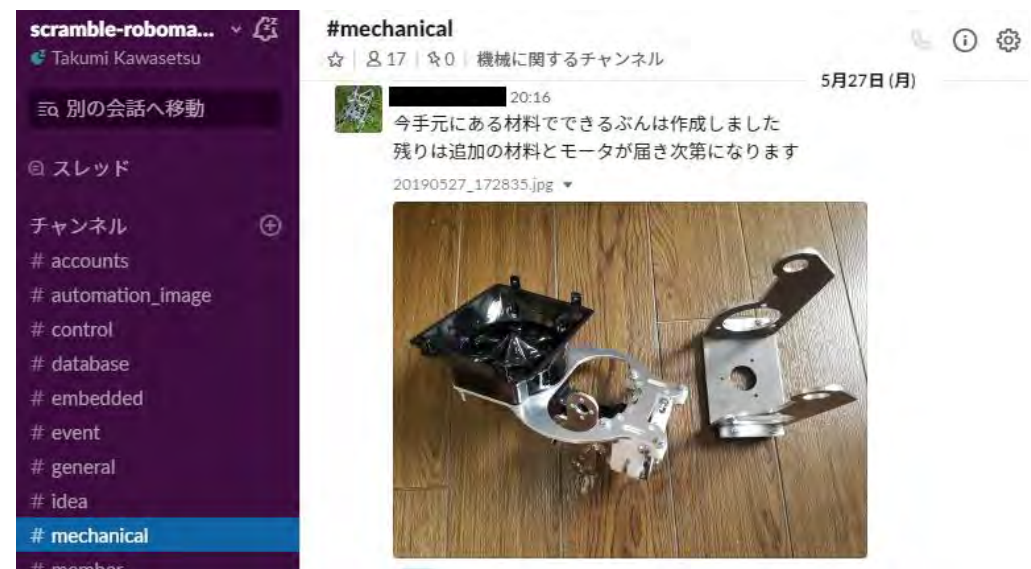 scramble-roboma...
Takumi Kawasetsu
別の会話へ移動
スレッド
チャンネル
# accounts
# automation_image
# control
# database
# embedded
# event
# general
# idea
# mechanical
# member
#mechanical
17 | 0 | 機械に関するチャンネル
5月27日 (月)
20:16
今手元にある材料でできるぶんは作成しました
残りは追加の材料とモータが届き次第になります
20190527_172835.jpg